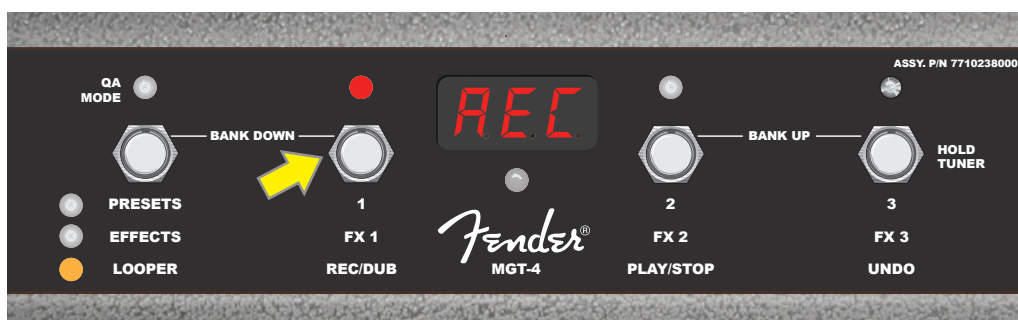 ASSY. P/N 7710238000
QA
MODE
REC
BANK DOWN
BANK UP
HOLD
TUNER
PRESETS 1 2 3
EFFECTS FX 1 Fender® FX 2 FX 3
LOOPER REC/DUB MGT-4 PLAY/STOP UNDO